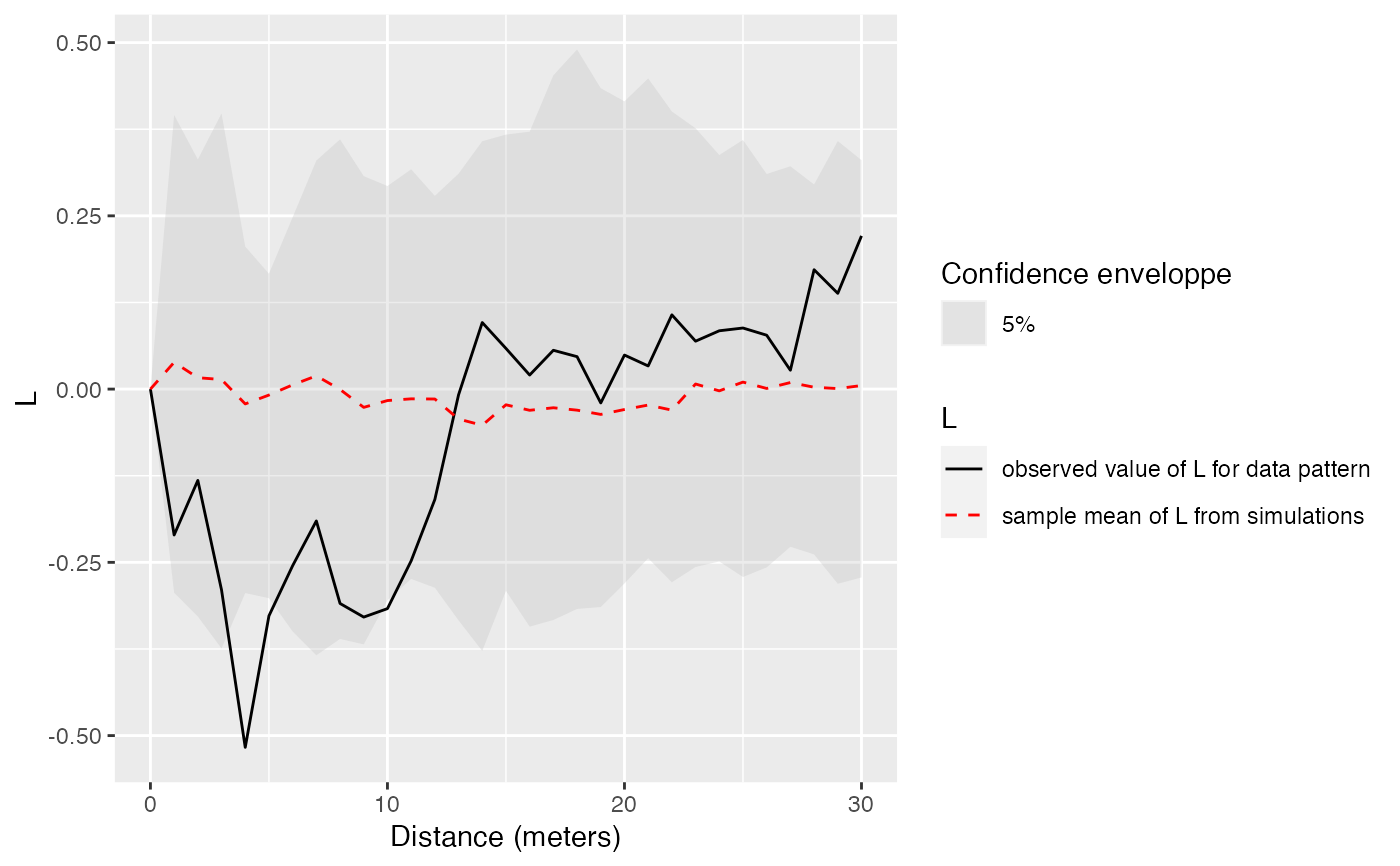 0.50
0.25
0.00
-0.25
-0.50
L
0
10
20
30
Distance (meters)
Confidence enveloppe
5%
L
observed value of L for data pattern
sample mean of L from simulations